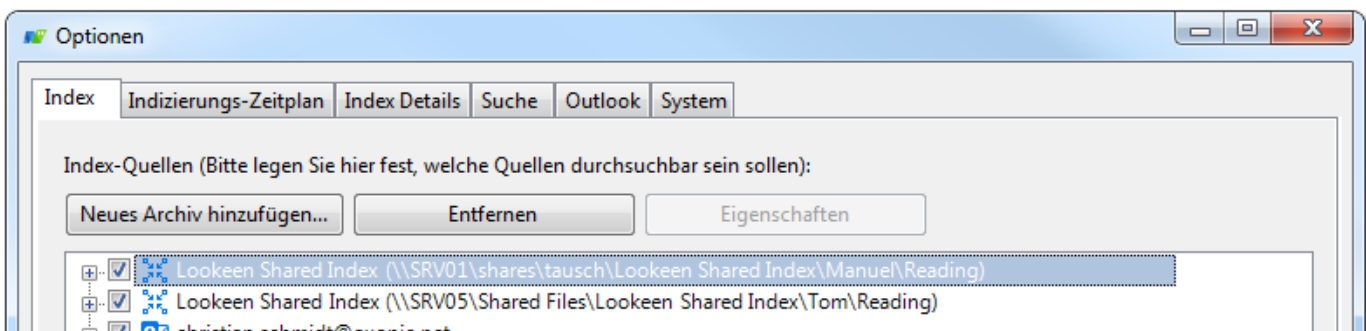 Optionen
Index Indizierungs-Zeitplan Index Details Suche Outlook System
Index-Quellen (Bitte legen Sie hier fest, welche Quellen durchsuchbar sein sollen):
Neues Archiv hinzufügen... Entfernen Eigenschaften
Lookeen Shared Index (\\SRV01\shares\tausch\Lookeen Shared Index\Manuel\Reading)
Lookeen Shared Index (\\SRV05\Shared Files\Lookeen Shared Index\Tom\Reading)